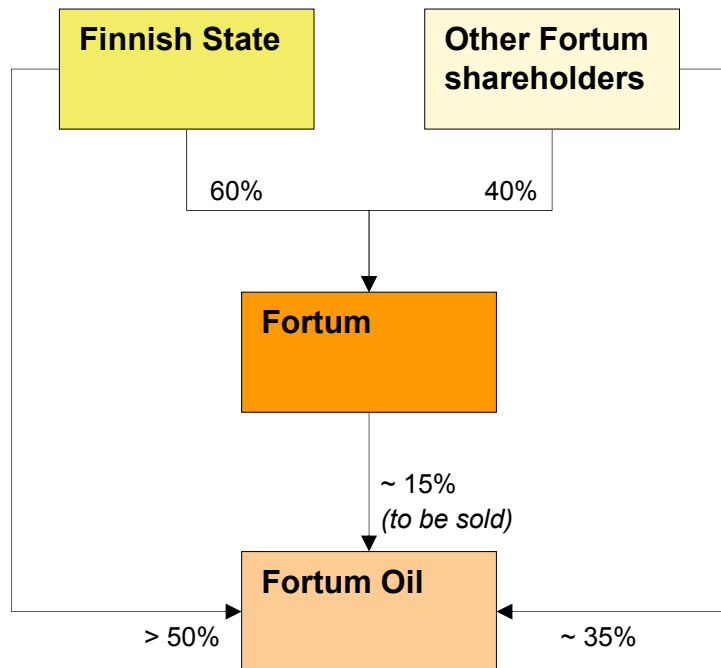 Finnish State
Other Fortum
shareholders
60%
40%
Fortum
~ 15%
(to be sold)
Fortum Oil
> 50%
~ 35%